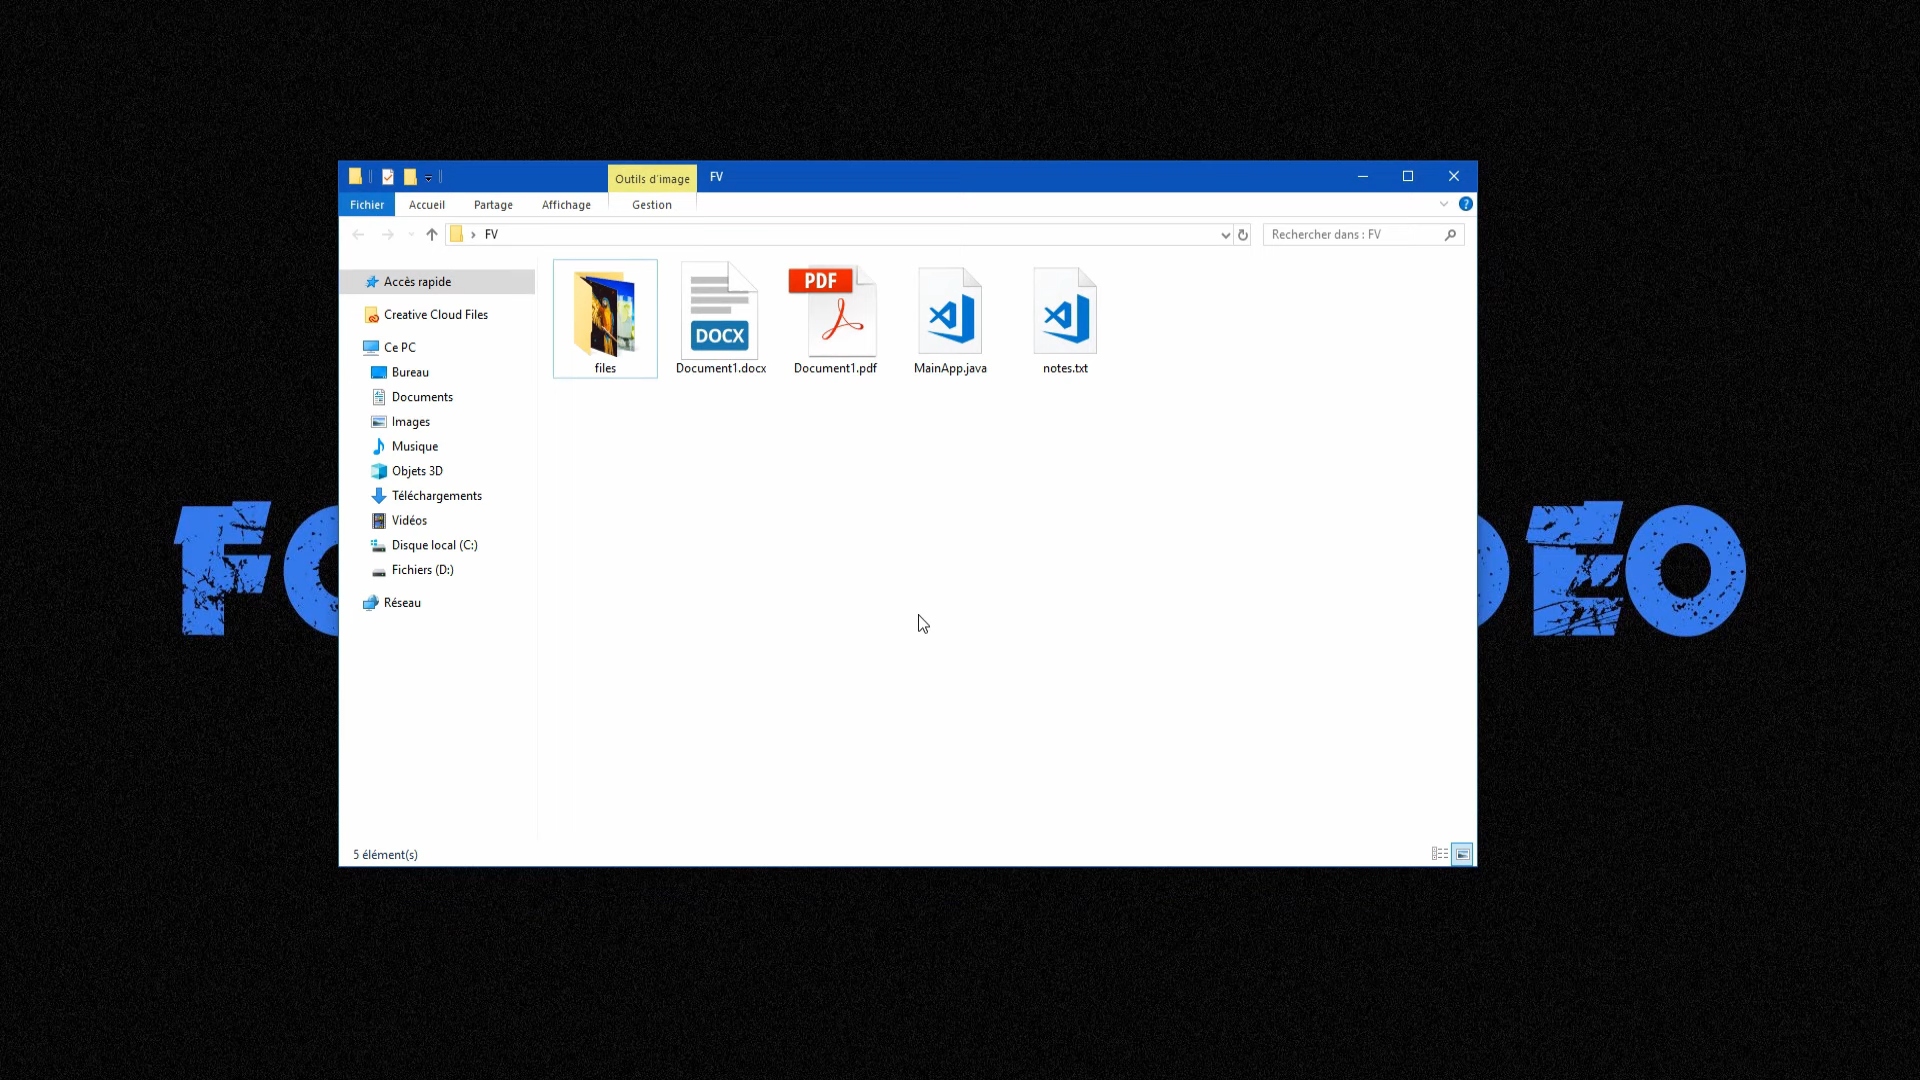 Outils d'image
FV
Fichier
Accueil
Partage
Affichage
Gestion
FV
Rechercher dans : FV
Accès rapide
Creative Cloud Files
Ce PC
Bureau
Documents
Images
Musique
Objets 3D
Téléchargements
Vidéos
Disque local (C:)
Fichiers (D:)
Réseau
PDF
DOCX
files
Document1.docx
Document1.pdf
MainApp.java
notes.txt
5 élément(s)